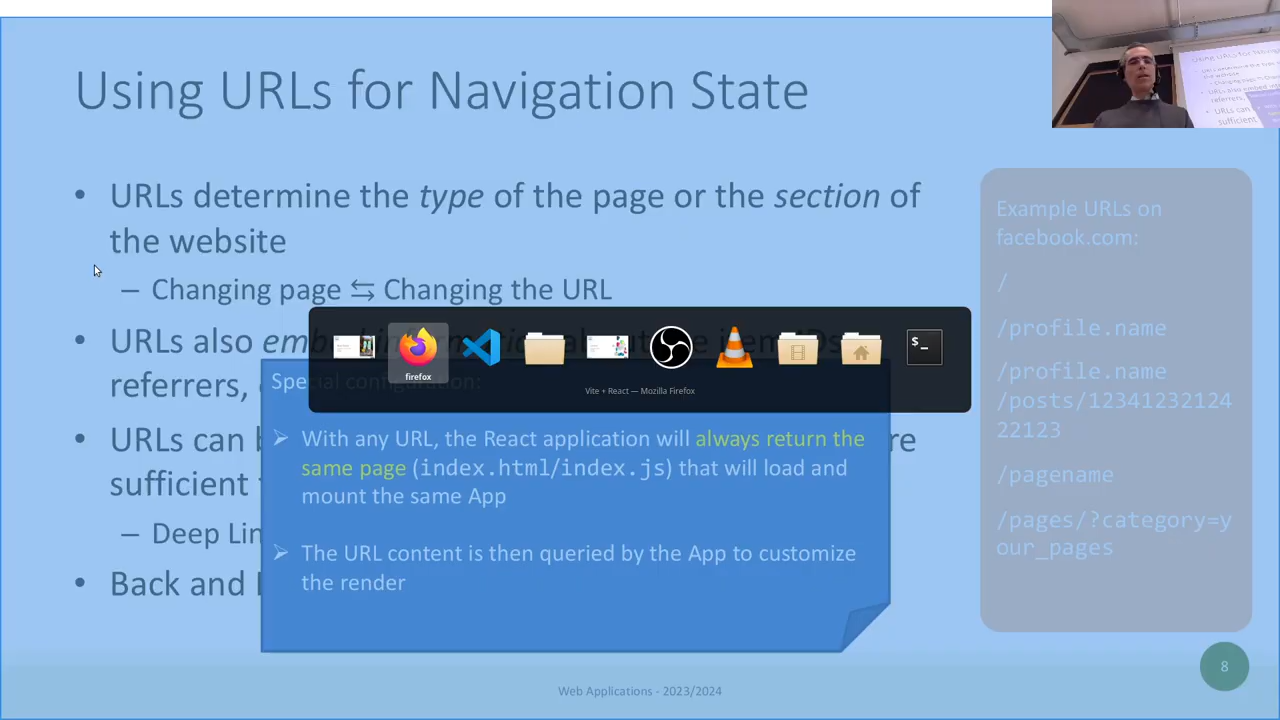 Using URLs for Navigation State
• URLs determine the type of the page or the section of
the website
– Changing page ⇆ Changing the URL
• URLs also
referrers,
• URLs can
sufficient
– Deep
• Back and
firefox
Vite + React — Mozilla Firefox
Special configuration:
➢ With any URL, the React application will always return the
same page (index.html/index.js) that will load and
mount the same App
➢ The URL content is then queried by the App to customize
the render
Example URLs on
facebook.com:
/
/profile.name
/profile.name
/posts/12341232124
22123
/pagename
/pages/?category=y
our_pages
8
Web Applications - 2023/2024